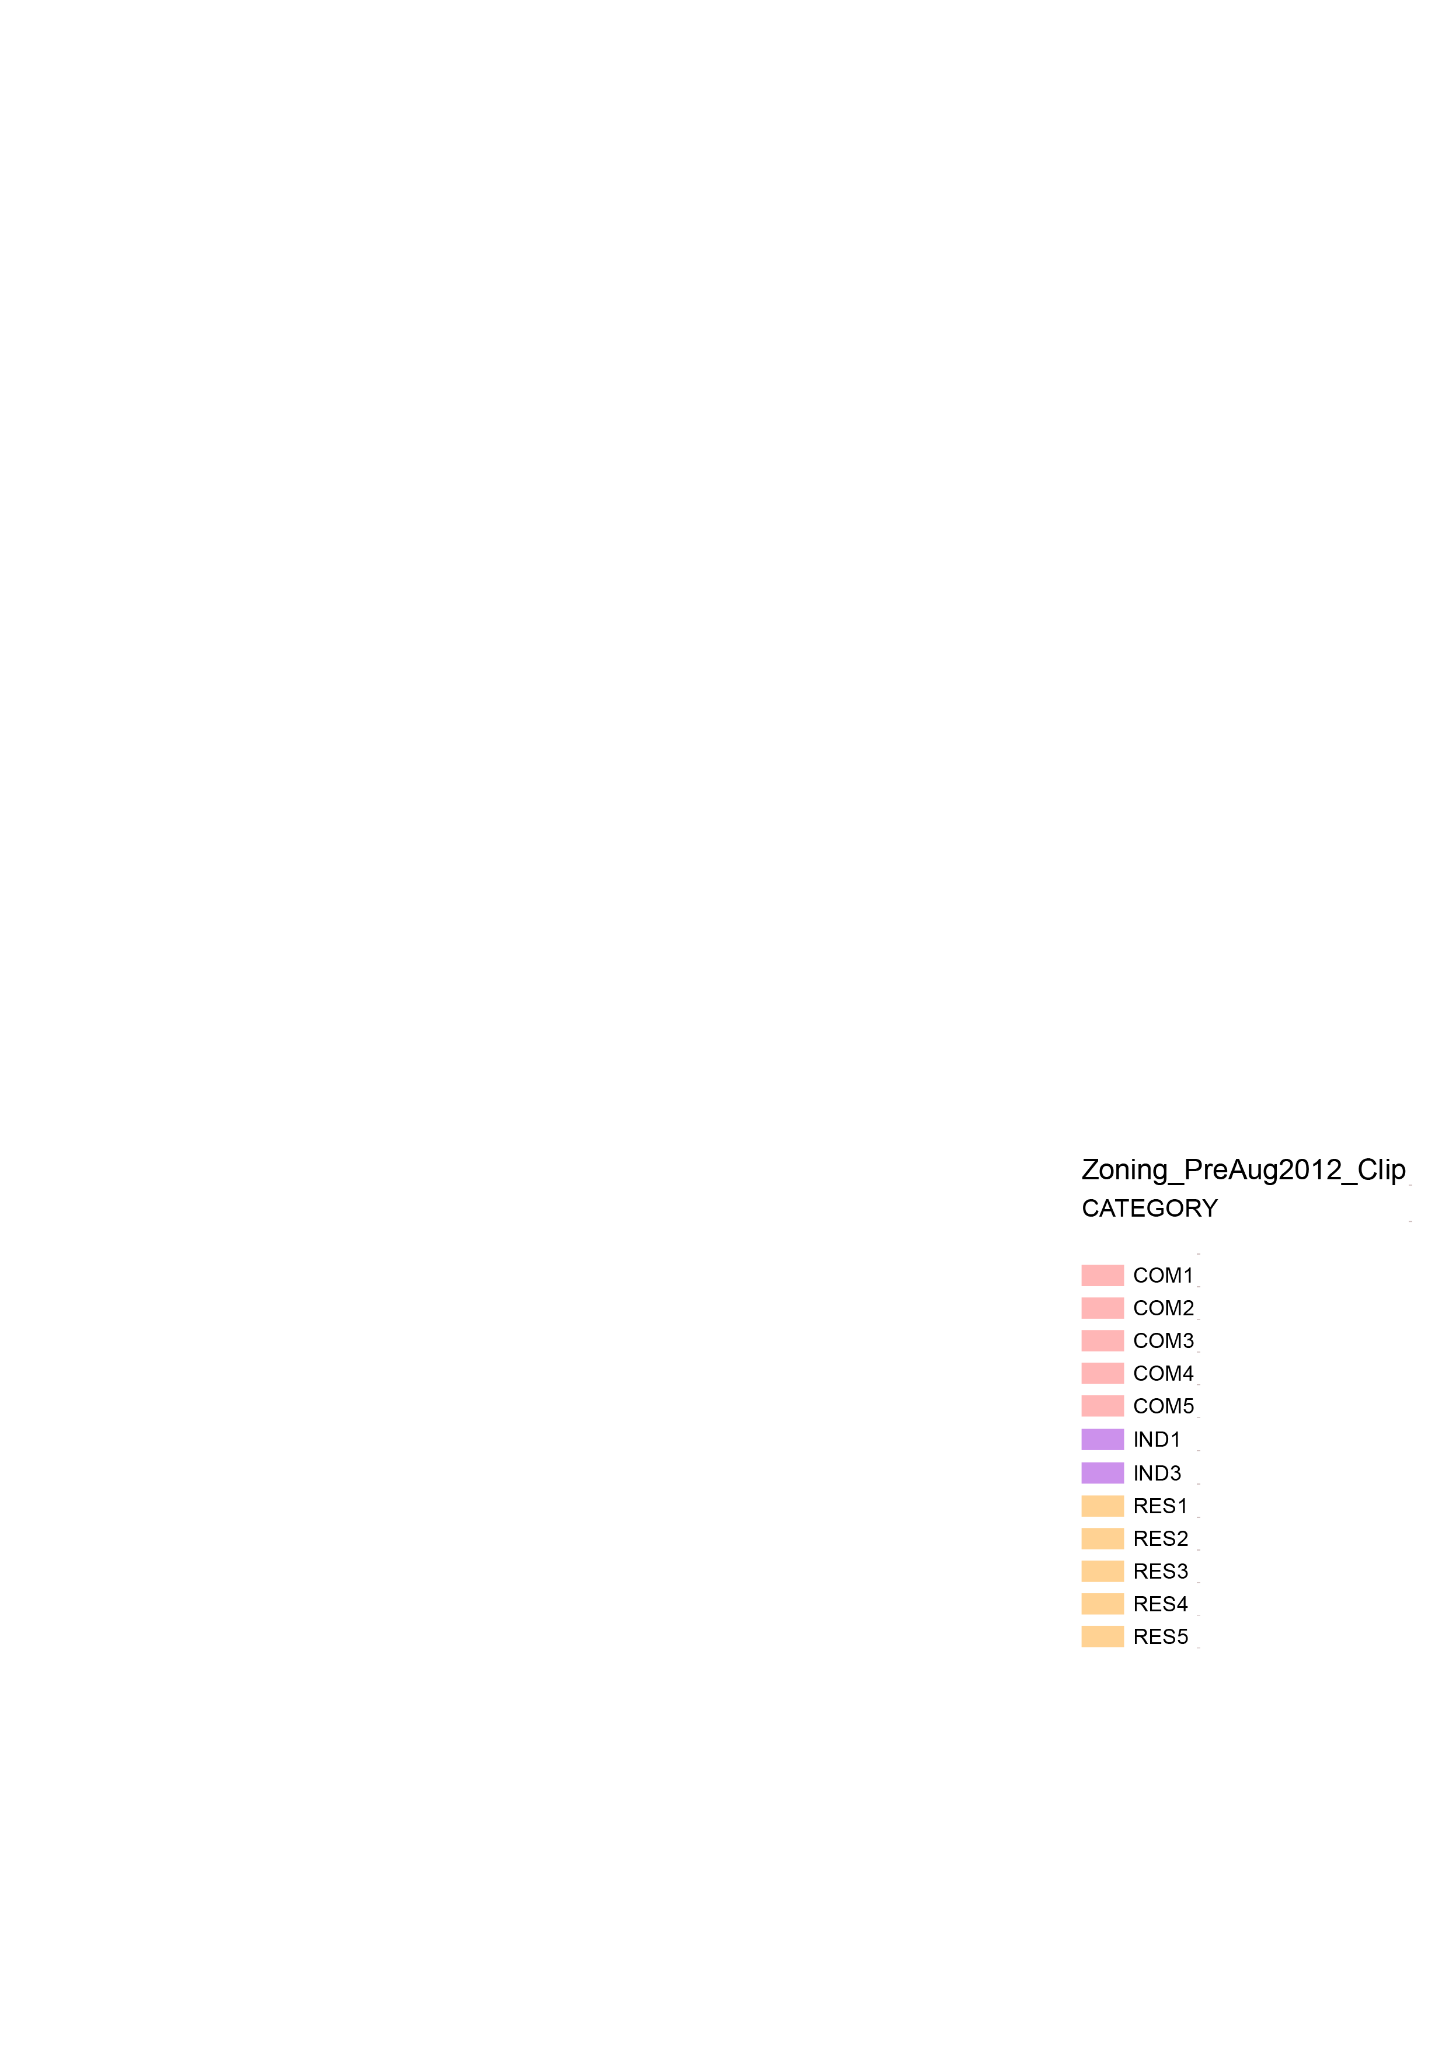 Zoning_PreAug2012_Clip
CATEGORY
COM1
COM2
COM3
COM4
COM5
IND1
IND3
RES1
RES2
RES3
RES4
RES5